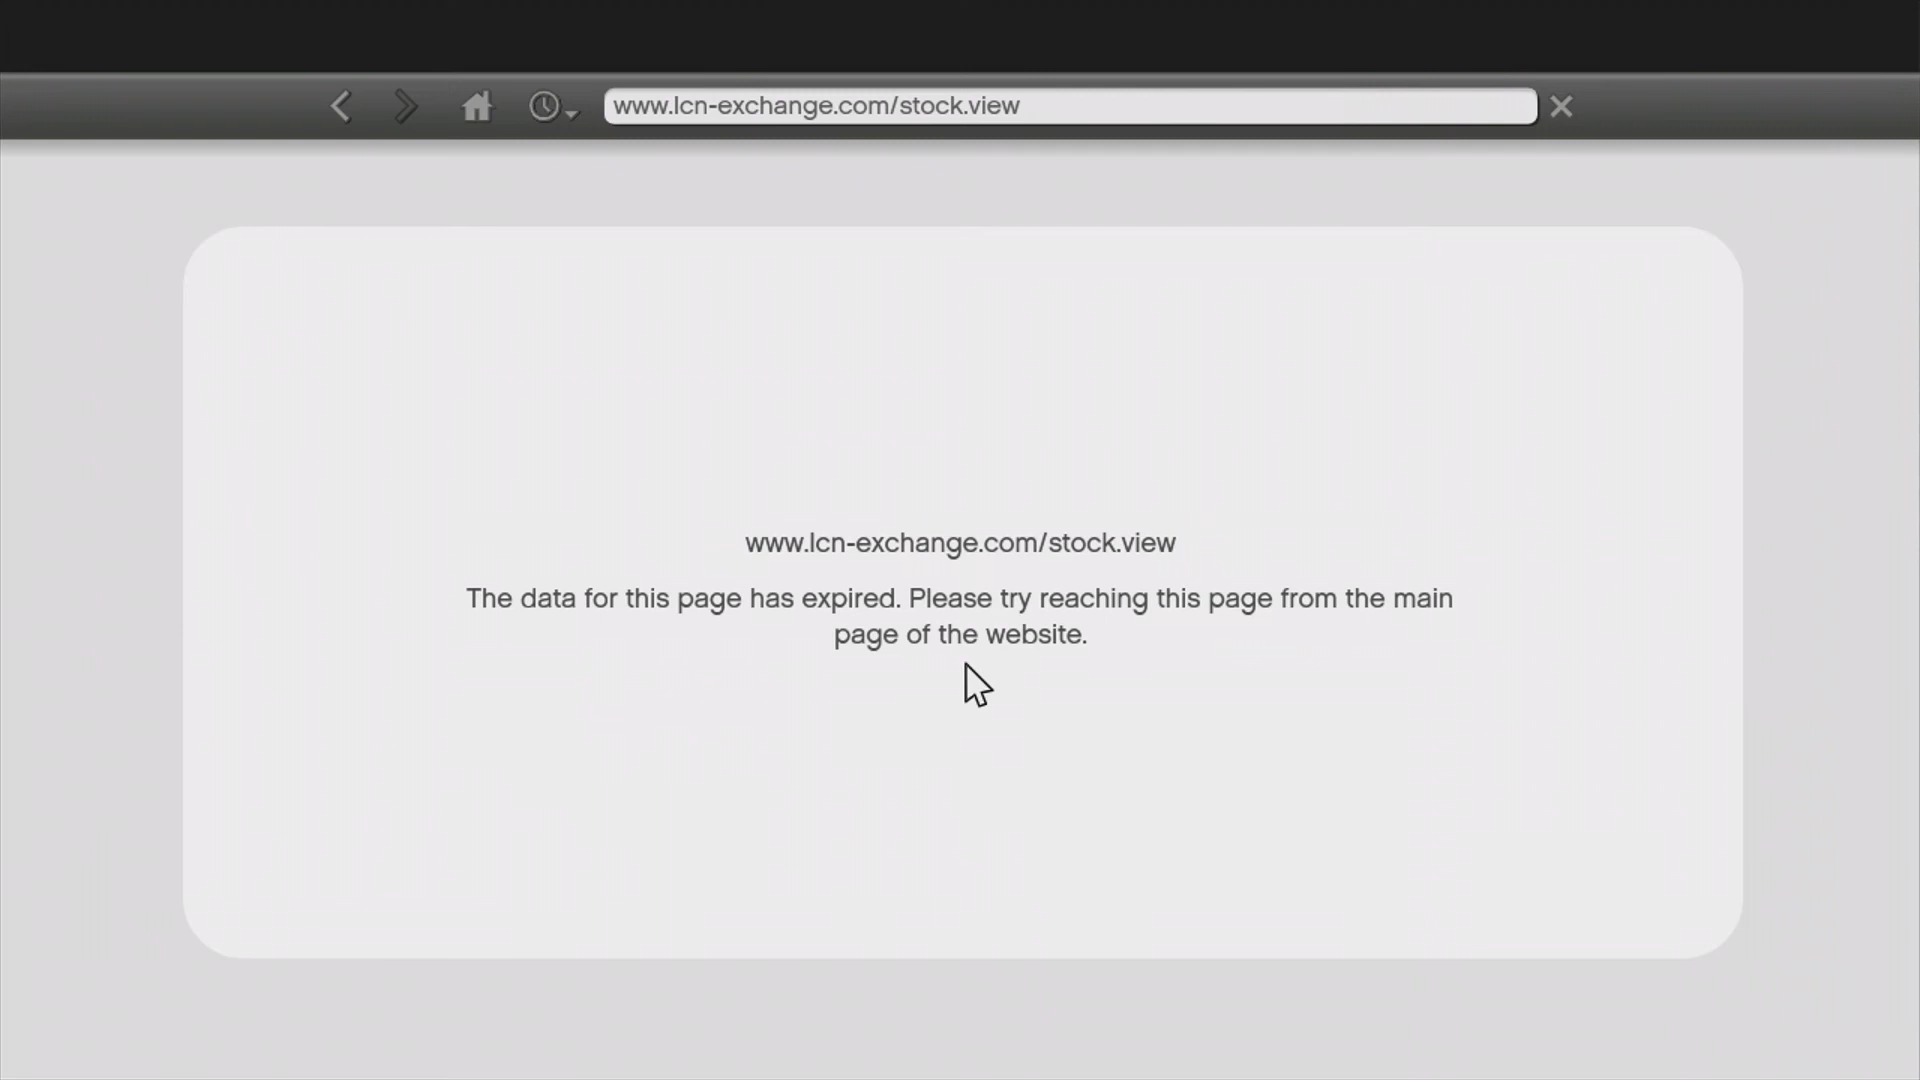 www.lcn-exchange.com/stock.view
www.lcn-exchange.com/stock.view
The data for this page has expired. Please try reaching this page from the main
page of the website.